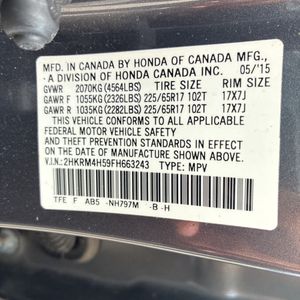 MFD. IN CANADA BY HONDA OF CANADA MFG.,
- A DIVISION OF HONDA CANADA INC. 05/'15
GVWR 2070KG (4564LBS) TIRE SIZE RIM SIZE
GAWR F 1055KG (2326LBS) 225/65R17 102T 17X7J
GAWR R 1035KG (2282LBS) 225/65R17 102T 17X7J
THIS VEHICLE CONFORMS TO ALL APPLICABLE
FEDERAL MOTOR VEHICLE SAFETY AND
THEFT PREVENTION STANDARDS IN EFFECT ON
THE DATE OF MANUFACTURE SHOWN ABOVE.
V.I.N.: 2HKRM4H59FH663243 TYPE: MPV
TFE F AB5 -NH797M -B -H